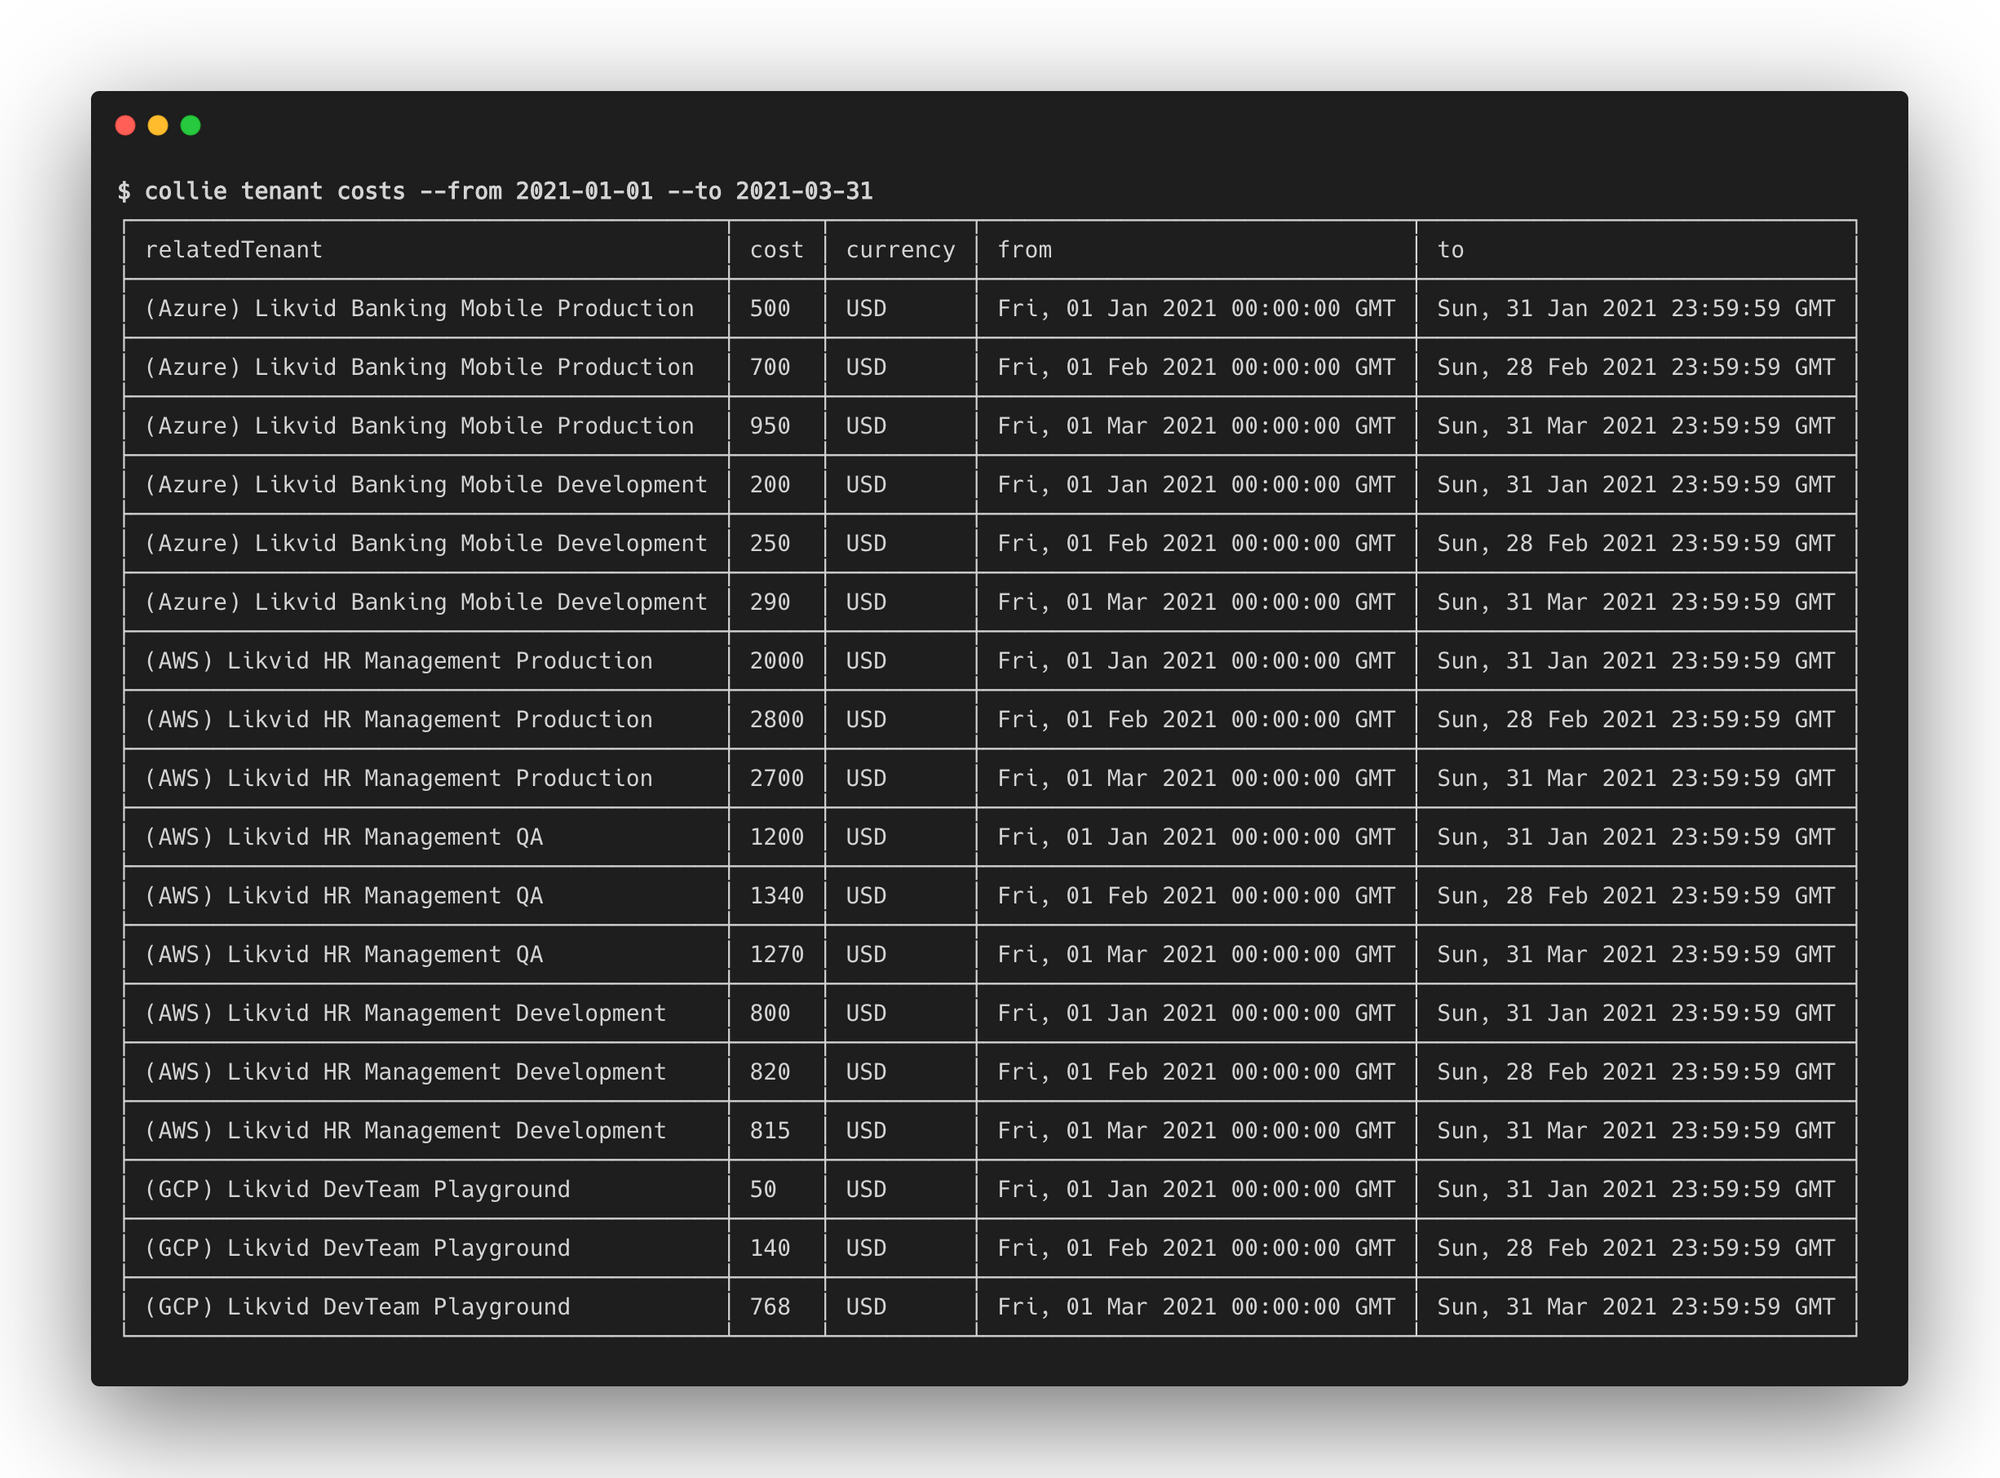 $ collie tenant costs --from 2021-01-01 --to 2021-03-31
relatedTenant cost currency from to
(Azure) Likvid Banking Mobile Production 500 USD Fri, 01 Jan 2021 00:00:00 GMT Sun, 31 Jan 2021 23:59:59 GMT
(Azure) Likvid Banking Mobile Production 700 USD Fri, 01 Feb 2021 00:00:00 GMT Sun, 28 Feb 2021 23:59:59 GMT
(Azure) Likvid Banking Mobile Production 950 USD Fri, 01 Mar 2021 00:00:00 GMT Sun, 31 Mar 2021 23:59:59 GMT
(Azure) Likvid Banking Mobile Development 200 USD Fri, 01 Jan 2021 00:00:00 GMT Sun, 31 Jan 2021 23:59:59 GMT
(Azure) Likvid Banking Mobile Development 250 USD Fri, 01 Feb 2021 00:00:00 GMT Sun, 28 Feb 2021 23:59:59 GMT
(Azure) Likvid Banking Mobile Development 290 USD Fri, 01 Mar 2021 00:00:00 GMT Sun, 31 Mar 2021 23:59:59 GMT
(AWS) Likvid HR Management Production 2000 USD Fri, 01 Jan 2021 00:00:00 GMT Sun, 31 Jan 2021 23:59:59 GMT
(AWS) Likvid HR Management Production 2800 USD Fri, 01 Feb 2021 00:00:00 GMT Sun, 28 Feb 2021 23:59:59 GMT
(AWS) Likvid HR Management Production 2700 USD Fri, 01 Mar 2021 00:00:00 GMT Sun, 31 Mar 2021 23:59:59 GMT
(AWS) Likvid HR Management QA 1200 USD Fri, 01 Jan 2021 00:00:00 GMT Sun, 31 Jan 2021 23:59:59 GMT
(AWS) Likvid HR Management QA 1340 USD Fri, 01 Feb 2021 00:00:00 GMT Sun, 28 Feb 2021 23:59:59 GMT
(AWS) Likvid HR Management QA 1270 USD Fri, 01 Mar 2021 00:00:00 GMT Sun, 31 Mar 2021 23:59:59 GMT
(AWS) Likvid HR Management Development 800 USD Fri, 01 Jan 2021 00:00:00 GMT Sun, 31 Jan 2021 23:59:59 GMT
(AWS) Likvid HR Management Development 820 USD Fri, 01 Feb 2021 00:00:00 GMT Sun, 28 Feb 2021 23:59:59 GMT
(AWS) Likvid HR Management Development 815 USD Fri, 01 Mar 2021 00:00:00 GMT Sun, 31 Mar 2021 23:59:59 GMT
(GCP) Likvid DevTeam Playground 50 USD Fri, 01 Jan 2021 00:00:00 GMT Sun, 31 Jan 2021 23:59:59 GMT
(GCP) Likvid DevTeam Playground 140 USD Fri, 01 Feb 2021 00:00:00 GMT Sun, 28 Feb 2021 23:59:59 GMT
(GCP) Likvid DevTeam Playground 768 USD Fri, 01 Mar 2021 00:00:00 GMT Sun, 31 Mar 2021 23:59:59 GMT